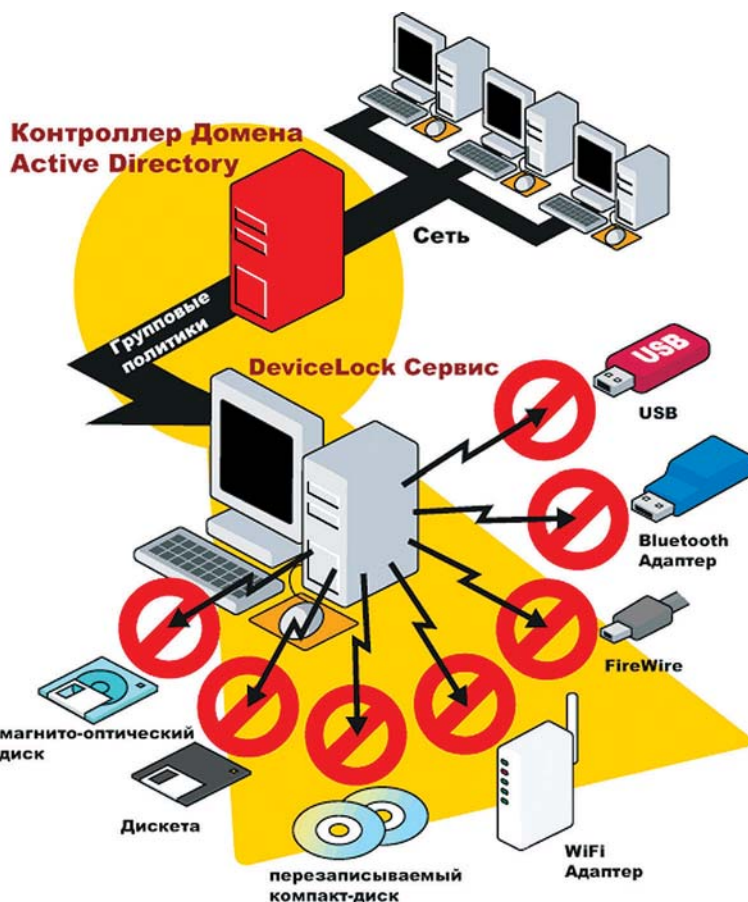 Контроллер Домена
Active Directory
Сеть
Групповые
политики
DeviceLock Сервис
USB
USB
Bluetooth
Адаптер
FireWire
магнито-оптический
диск
Дискета
перезаписываемый
компакт-диск
WiFi
Адаптер